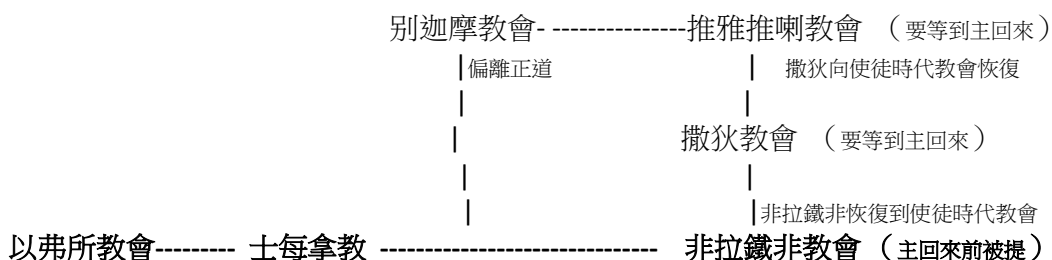 别迦摩教會- ---------------推雅推喇教會 （要等到主回來）
|偏離正道 | 撒狄向使徒時代教會恢復
| |
| 撒狄教會 （要等到主回來）
| |
| |非拉鐵非恢復到使徒時代教會
以弗所教會--------- 士每拿教 -------------------------------- 非拉鐵非教會（主回來前被提）